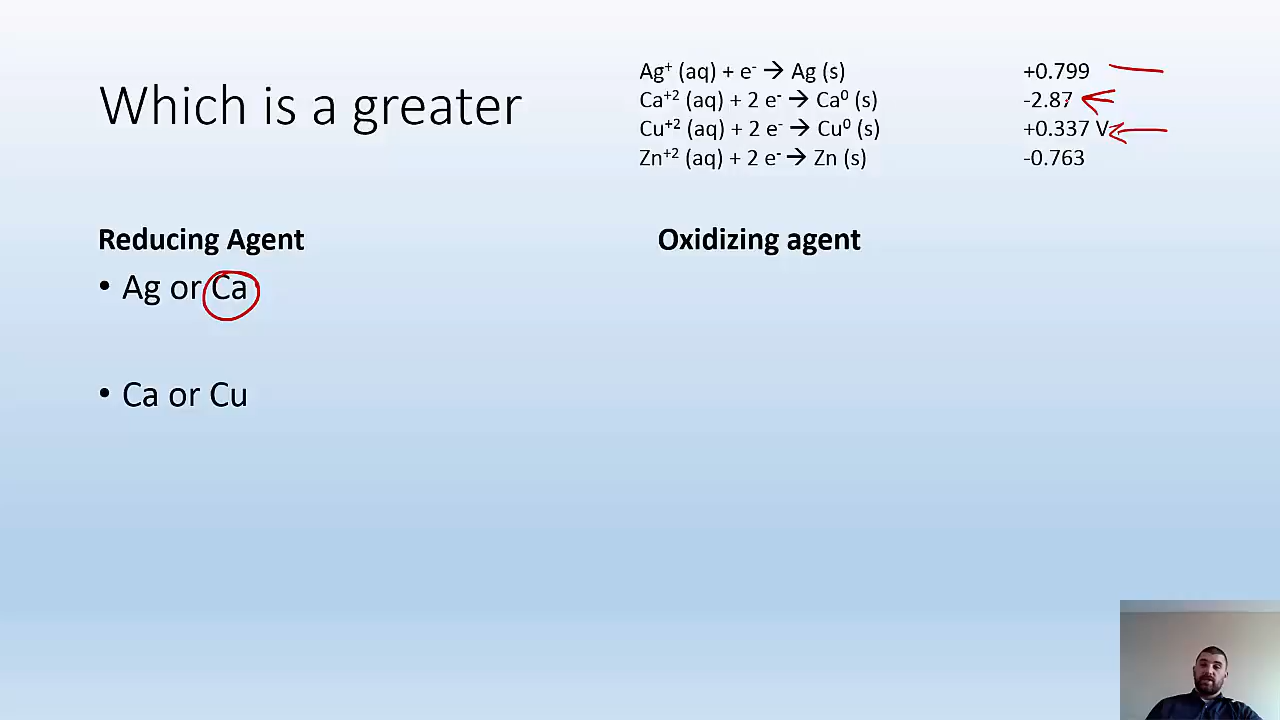 Which is a greater
Ag⁺ (aq) + e⁻ → Ag (s) +0.799
Ca⁺² (aq) + 2 e⁻ → Ca⁰ (s) -2.87
Cu⁺² (aq) + 2 e⁻ → Cu⁰ (s) +0.337 V
Zn⁺² (aq) + 2 e⁻ → Zn (s) -0.763
Reducing Agent
• Ag or Ca
• Ca or Cu
Oxidizing agent